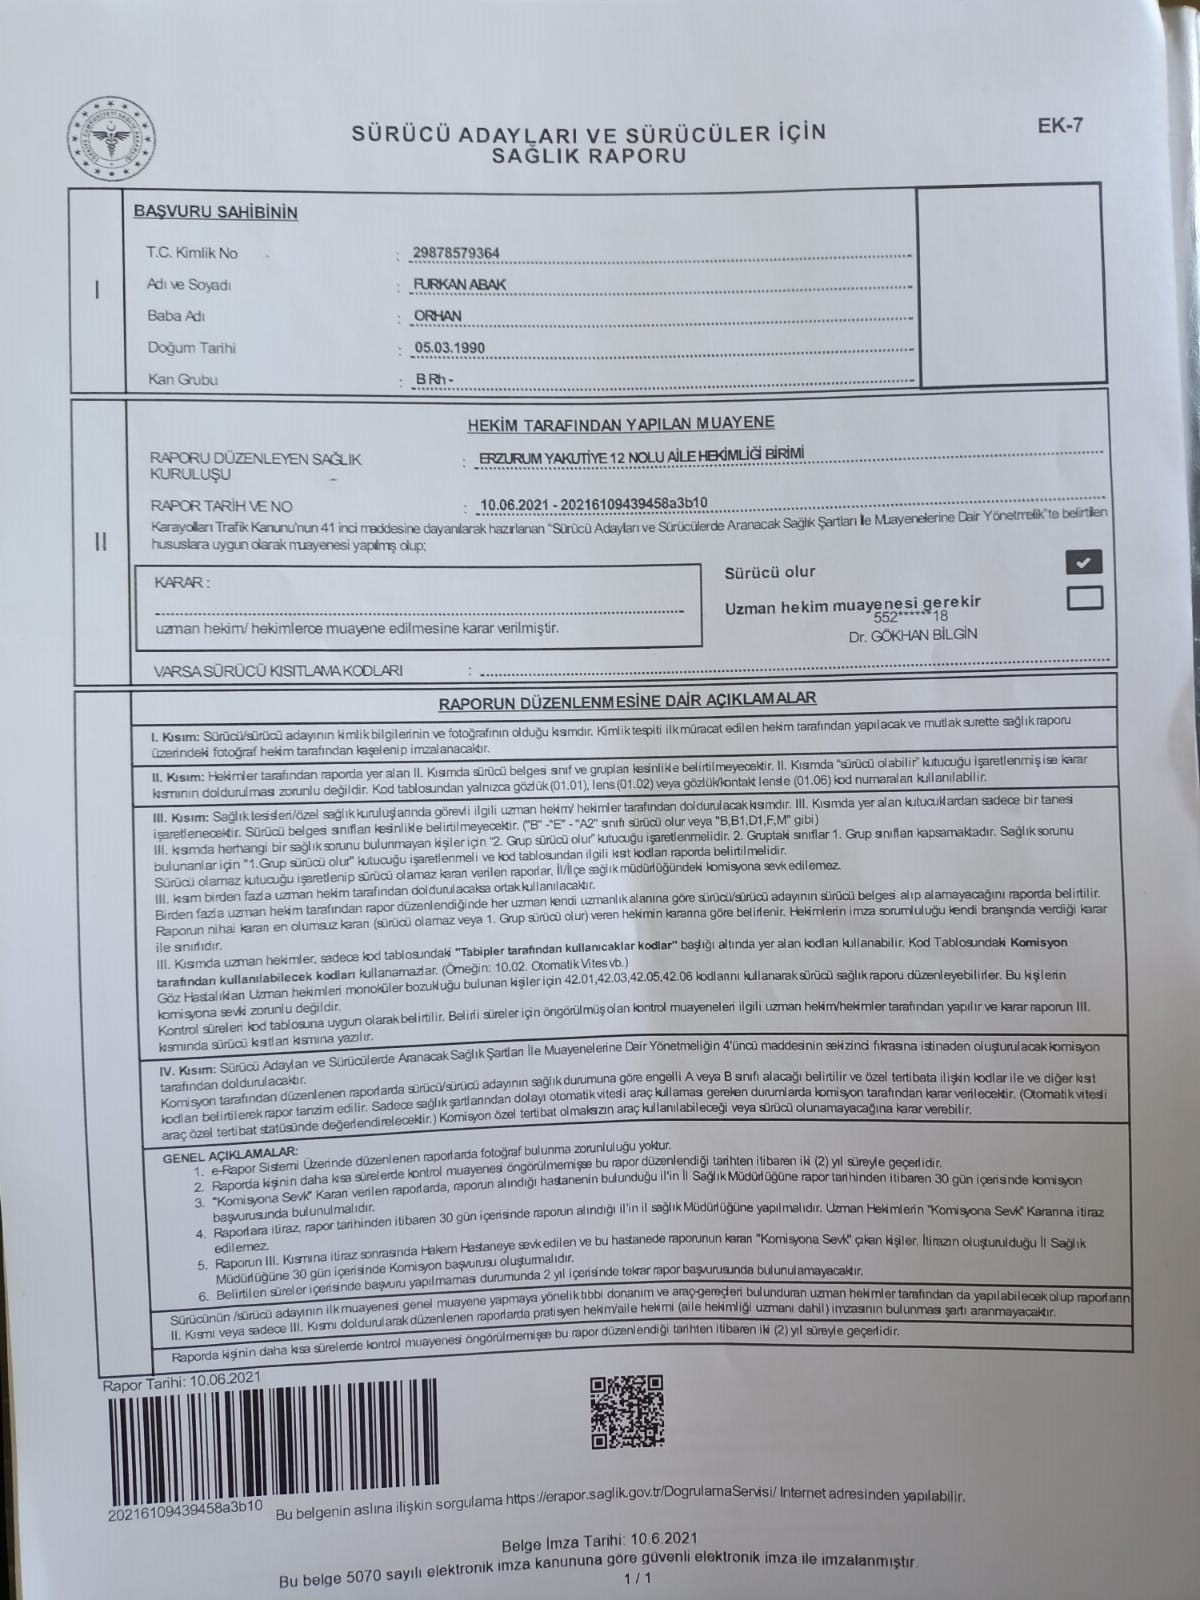 SÜRÜCÜ ADAYLARI VE SÜRÜCÜLER İÇİN
SAĞLIK RAPORU
EK-7
I
BAŞVURU SAHİBİNİN
T.C. Kimlik No : 29878579364
Adı ve Soyadı : FURKAN ABAK
Baba Adı : ORHAN
Doğum Tarihi : 05.03.1990
Kan Grubu : B Rh -
II
HEKİM TARAFINDAN YAPILAN MUAYENE
RAPORU DÜZENLEYEN SAĞLIK
KURULUŞU : ERZURUM YAKUTİYE 12 NOLU AİLE HEKİMLİĞİ BİRİMİ
RAPOR TARİH VE NO : 10.06.2021 - 20216109439458a3b10
Karayolları Trafik Kanunu'nun 41 inci maddesine dayanılarak hazırlanan "Sürücü Adayları ve Sürücülerde Aranacak Sağlık Şartları İle Muayenelerine Dair Yönetmelik"te belirtilen
hususlara uygun olarak muayenesi yapılmış olup;
KARAR :
uzman hekim/ hekimlerce muayene edilmesine karar verilmiştir.
Sürücü olur
Uzman hekim muayenesi gerekir
552******18
Dr. GÖKHAN BİLGİN
VARSA SÜRÜCÜ KISITLAMA KODLARI :
RAPORUN DÜZENLENMESİNE DAİR AÇIKLAMALAR
I. Kısım: Sürücü/sürücü adayının kimlik bilgilerinin ve fotoğrafının olduğu kısımdır. Kimlik tespiti ilk müracat edilen hekim tarafından yapılacak ve mutlak surette sağlık raporu
üzerindeki fotoğraf hekim tarafından kaşelenip imzalanacaktır.
II. Kısım: Hekimler tarafından raporda yer alan II. Kısımda sürücü belgesi sınıf ve grupları kesinlikle belirtilmeyecektir. II. Kısımda "sürücü olabilir" kutucuğu işaretlenmiş ise karar
kısmının doldurulması zorunlu değildir. Kod tablosundan yalnızca gözlük (01.01), lens (01.02) veya gözlük/kontakt lensle (01.06) kod numaraları kullanılabilir.
III. Kısım: Sağlık tesisleri/özel sağlık kuruluşlarında görevli ilgili uzman hekim/ hekimler tarafından doldurulacak kısımdır. III. Kısımda yer alan kutucuklardan sadece bir tanesi
işaretlenecektir. Sürücü belgesi sınıfları kesinlikle belirtilmeyecektir. ("B" -"E" - "A2" sınıfı sürücü olur veya "B,B1,D1,F,M" gibi)
III. kısımda herhangi bir sağlık sorunu bulunmayan kişiler için "2. Grup sürücü olur" kutucuğu işaretlenmelidir. 2. Gruptaki sınıflar 1. Grup sınıfları kapsamaktadır. Sağlık sorunu
bulunanlar için "1.Grup sürücü olur" kutucuğu işaretlenmeli ve kod tablosundan ilgili kısıt kodları raporda belirtilmelidir.
Sürücü olamaz kutucuğu işaretlenip sürücü olamaz kararı verilen raporlar, İl/İlçe sağlık müdürlüğündeki komisyona sevk edilemez.
III. kısım birden fazla uzman hekim tarafından doldurulacaksa ortak kullanılacaktır.
Birden fazla uzman hekim tarafından rapor düzenlendiğinde her uzman kendi uzmanlık alanına göre sürücü/sürücü adayının sürücü belgesi alıp alamayacağını raporda belirtilir.
Raporun nihai kararı en olumsuz kararı (sürücü olamaz veya 1. Grup sürücü olur) veren hekimin kararına göre belirlenir. Hekimlerin imza sorumluluğu kendi branşında verdiği karar
ile sınırlıdır.
III. Kısımda uzman hekimler, sadece kod tablosundaki "Tabipler tarafından kullanıcaklar kodlar" başlığı altında yer alan kodları kullanabilir. Kod Tablosundaki Komisyon
tarafından kullanılabilecek kodları kullanamazlar. (Örneğin: 10.02. Otomatik Vites vb.)
Göz Hastalıkları Uzman hekimleri monoküler bozukluğu bulunan kişiler için 42.01,42.03,42.05,42.06 kodlarını kullanarak sürücü sağlık raporu düzenleyebilirler. Bu kişilerin
komisyona sevki zorunlu değildir.
Kontrol süreleri kod tablosuna uygun olarak belirtilir. Belirli süreler için öngörülmüş olan kontrol muayeneleri ilgili uzman hekim/hekimler tarafından yapılır ve karar raporun III.
kısmında sürücü kısıtları kısmına yazılır.
IV. Kısım: Sürücü Adayları ve Sürücülerde Aranacak Sağlık Şartları İle Muayenelerine Dair Yönetmeliğin 4'üncü maddesinin sekizinci fıkrasına istinaden oluşturulacak komisyon
tarafından doldurulacaktır.
Komisyon tarafından düzenlenen raporlarda sürücü/sürücü adayının sağlık durumuna göre engelli A veya B sınıfı alacağı belirtilir ve özel tertibata ilişkin kodlar ile ve diğer kısıt
kodları belirtilerek rapor tanzim edilir. Sadece sağlık şartlarından dolayı otomatik vitesli araç kullaması gereken durumlarda komisyon tarafından karar verilecektir. (Otomatik vitesli
araç özel tertibat statüsünde değerlendirelecektir.) Komisyon özel tertibat olmaksızın araç kullanılabileceği veya sürücü olunamayacağına karar verebilir.
GENEL AÇIKLAMALAR:
1. e-Rapor Sistemi Üzerinde düzenlenen raporlarda fotoğraf bulunma zorunluluğu yoktur.
2. Raporda kişinin daha kısa sürelerde kontrol muayenesi öngörülmemişse bu rapor düzenlendiği tarihten itibaren iki (2) yıl süreyle geçerlidir.
3. "Komisyona Sevk" Kararı verilen raporlarda, raporun alındığı hastanenin bulunduğu il'in İl Sağlık Müdürlüğüne rapor tarihinden itibaren 30 gün içerisinde komisyon
başvurusunda bulunulmalıdır.
4. Raporlara itiraz, rapor tarihinden itibaren 30 gün içerisinde raporun alındığı il'in il sağlık Müdürlüğüne yapılmalıdır. Uzman Hekimlerin "Komisyona Sevk" Kararına itiraz
edilemez.
5. Raporun III. Kısmına itiraz sonrasında Hakem Hastaneye sevk edilen ve bu hastanede raporunun kararı "Komisyona Sevk" çıkan kişiler, İtirazın oluşturulduğu İl Sağlık
Müdürlüğüne 30 gün içerisinde Komisyon başvurusu oluşturmalıdır.
6. Belirtilen süreler içerisinde başvuru yapılmaması durumunda 2 yıl içerisinde tekrar rapor başvurusunda bulunulamayacaktır.
Sürücünün /sürücü adayının ilk muayenesi genel muayene yapmaya yönelik tıbbi donanım ve araç-gereçleri bulunduran uzman hekimler tarafından da yapılabilecek olup raporların
II. Kısmı veya sadece III. Kısmı doldurularak düzenlenen raporlarda pratisyen hekim/aile hekimi (aile hekimliği uzmanı dahil) imzasının bulunması şartı aranmayacaktır.
Raporda kişinin daha kısa sürelerde kontrol muayenesi öngörülmemişse bu rapor düzenlendiği tarihten itibaren iki (2) yıl süreyle geçerlidir.
Rapor Tarihi: 10.06.2021
20216109439458a3b10
Bu belgenin aslına ilişkin sorgulama https://erapor.saglik.gov.tr/DogrulamaServisi/ Internet adresinden yapılabilir.
Belge İmza Tarihi: 10.6.2021
Bu belge 5070 sayılı elektronik imza kanununa göre güvenli elektronik imza ile imzalanmıştır.
1 / 1